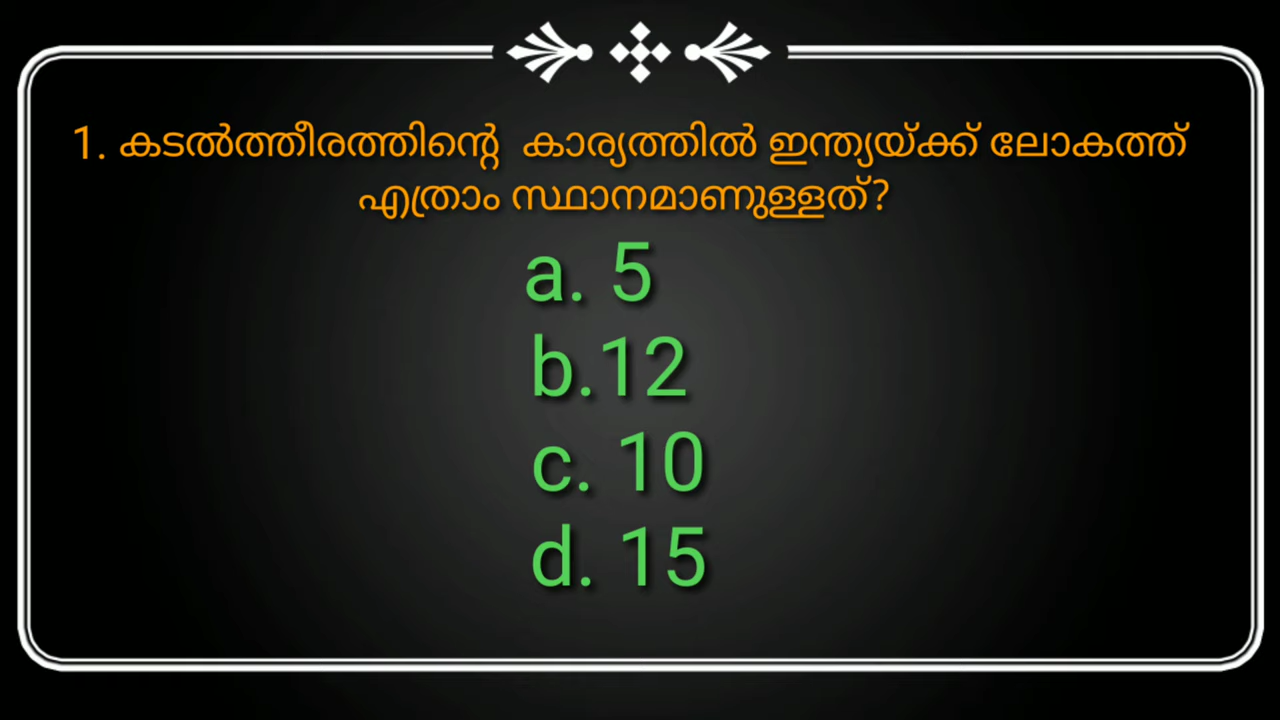 1. കടൽത്തീരത്തിന്റെ കാര്യത്തിൽ ഇന്ത്യയ്ക്ക് ലോകത്ത്
എത്രാം സ്ഥാനമാണുള്ളത്?
a. 5
b.12
c. 10
d. 15